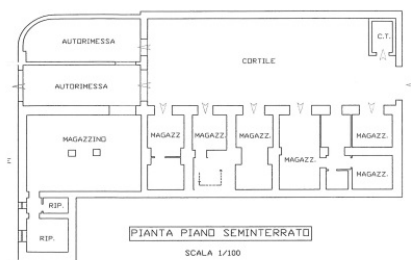 AUTORIMESSA
C.T.
CORTILE
AUTORIMESSA
MAGAZZINO
MAGAZZ.
MAGAZZ.
MAGAZZ.
MAGAZZ.
MAGAZZ.
MAGAZZ.
RIP.
RIP.
PIANTA PIANO SEMINTERRATO
SCALA 1/100